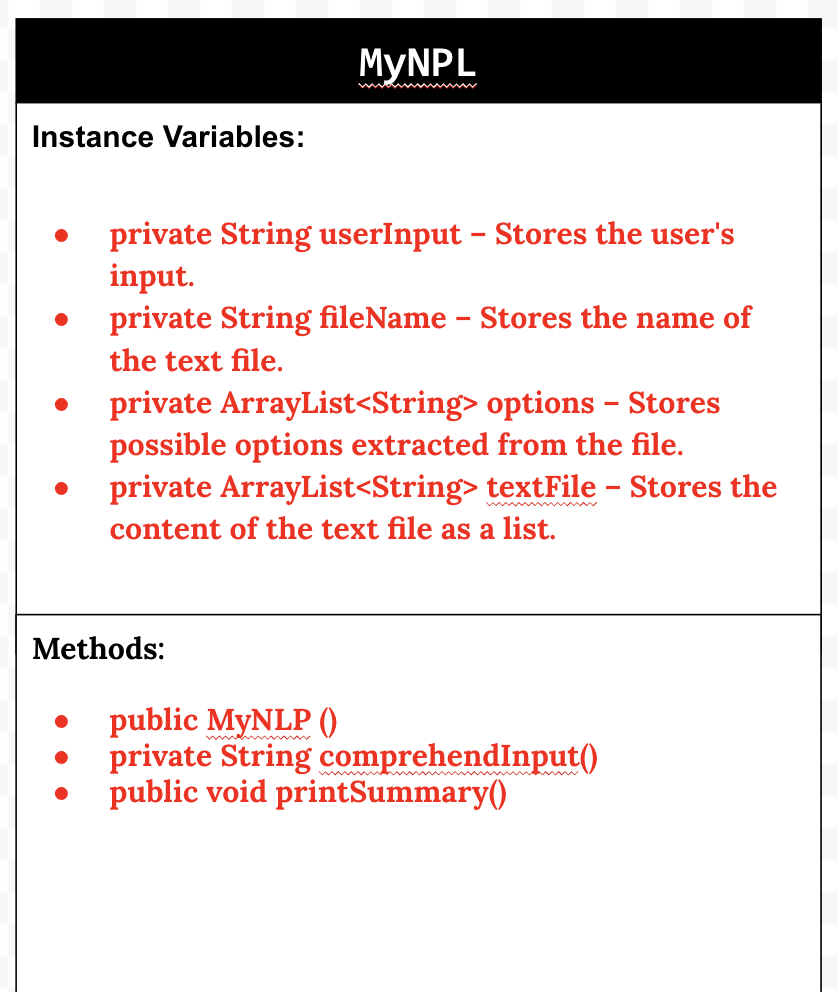 MyNPL
Instance Variables:
● private String userInput – Stores the user's
input.
● private String fileName – Stores the name of
the text file.
● private ArrayList<String> options – Stores
possible options extracted from the file.
● private ArrayList<String> textFile – Stores the
content of the text file as a list.
Methods:
● public MyNLP ()
● private String comprehendInput()
● public void printSummary()